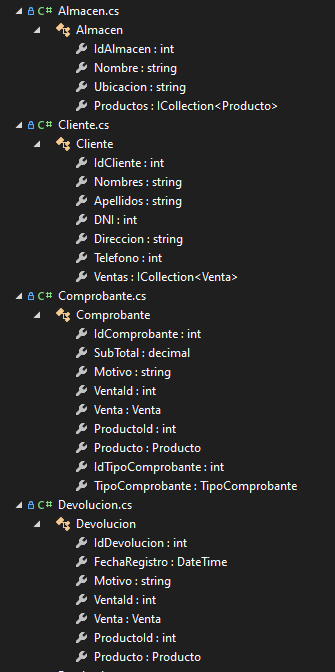 C# Almacen.cs
Almacen
IdAlmacen : int
Nombre : string
Ubicacion : string
Productos : ICollection<Producto>
C# Cliente.cs
Cliente
IdCliente : int
Nombres : string
Apellidos : string
DNI : int
Direccion : string
Telefono : int
Ventas : ICollection<Venta>
C# Comprobante.cs
Comprobante
IdComprobante : int
SubTotal : decimal
Motivo : string
VentaId : int
Venta : Venta
ProductoId : int
Producto : Producto
IdTipoComprobante : int
TipoComprobante : TipoComprobante
C# Devolucion.cs
Devolucion
IdDevolucion : int
FechaRegistro : DateTime
Motivo : string
VentaId : int
Venta : Venta
ProductoId : int
Producto : Producto